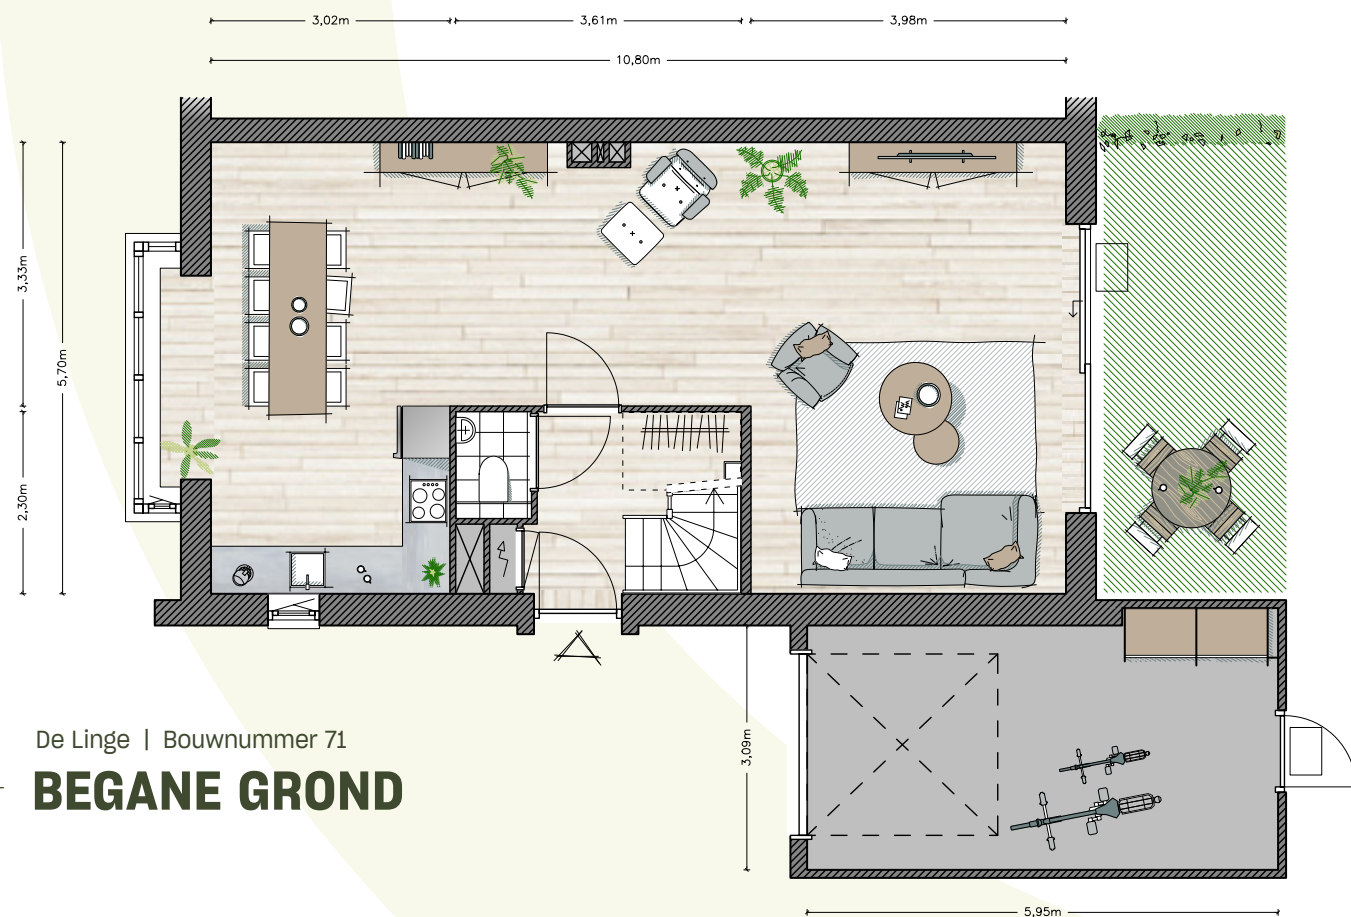 3,02m 3,61m 3,98m
10,80m
3,33m
5,70m
2,30m
3,09m
De Linge | Bouwnummer 71
BEGANE GROND
5,95m